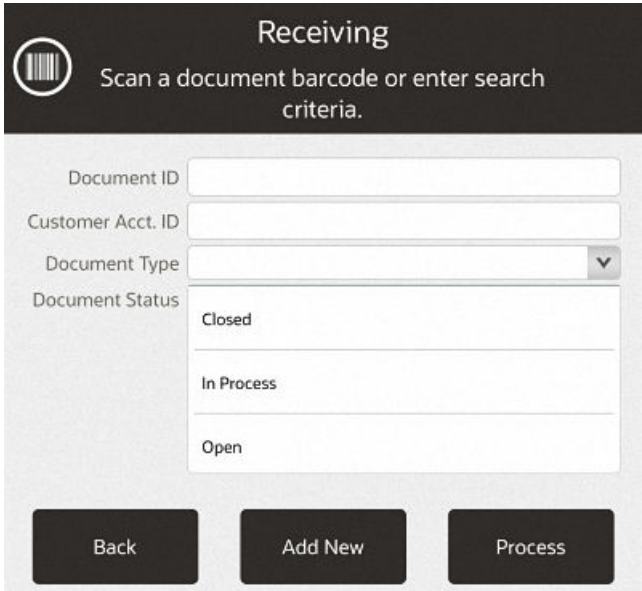 Receiving
Scan a document barcode or enter search
criteria.
Document ID
Customer Acct. ID
Document Type
Document Status
Closed
In Process
Open
Back
Add New
Process